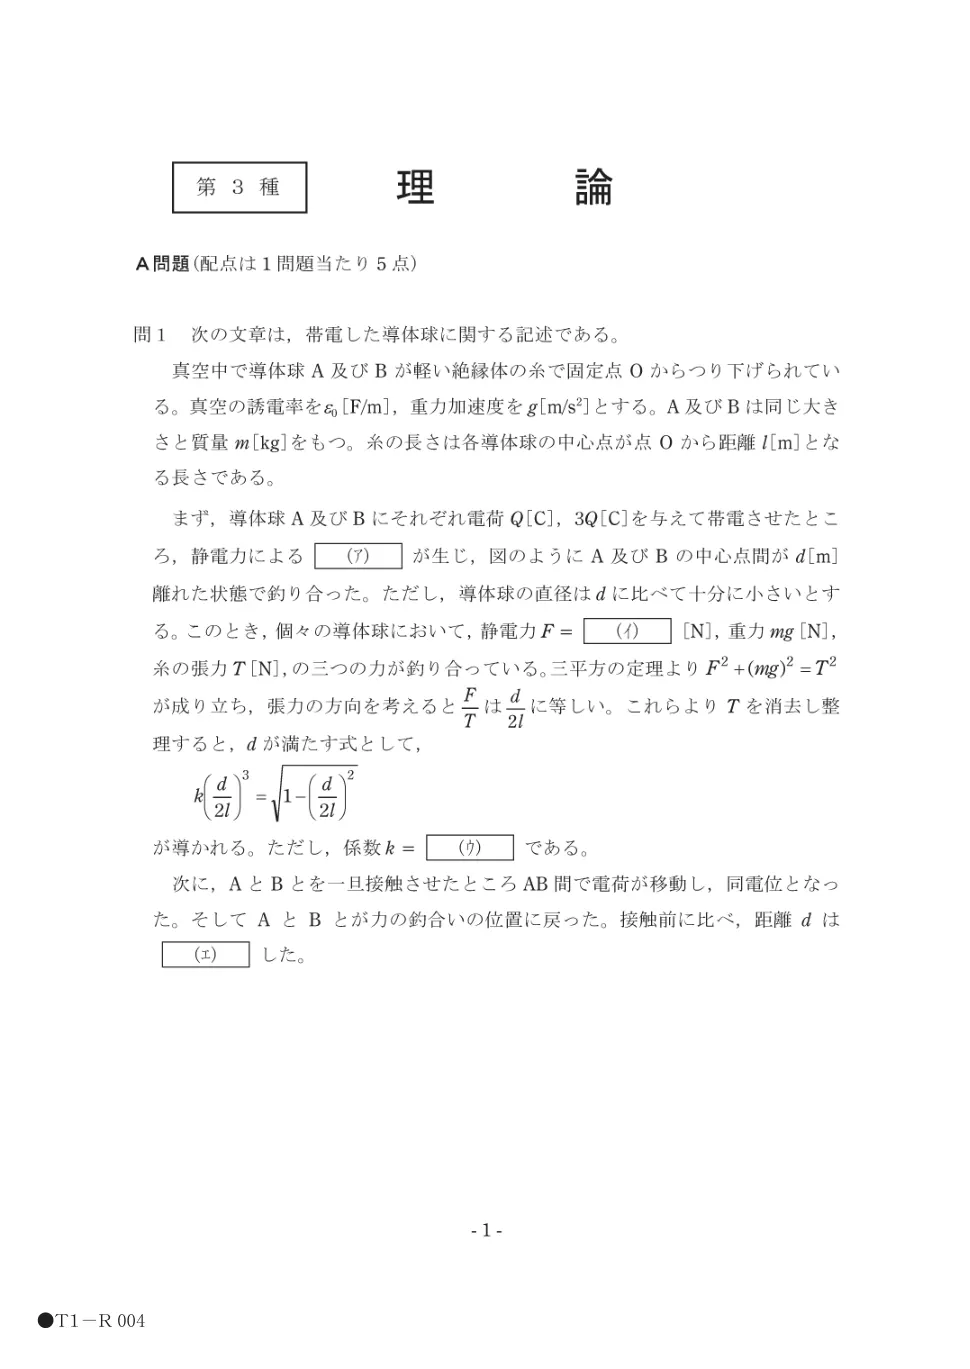 第 3 種
理 論
A問題(配点は1問題当たり5点)
問1 次の文章は，帯電した導体球に関する記述である。
真空中で導体球 A 及び B が軽い絶縁体の糸で固定点 O からつり下げられてい
る。真空の誘電率をε₀[F/m]，重力加速度を g[m/s²]とする。A 及び B は同じ大き
さと質量 m[kg]をもつ。糸の長さは各導体球の中心点が点 O から距離 l[m]とな
る長さである。
まず，導体球 A 及び B にそれぞれ電荷 Q[C]，3Q[C]を与えて帯電させたとこ
ろ，静電力による (ア) が生じ，図のように A 及び B の中心点間が d[m]
離れた状態で釣り合った。ただし，導体球の直径は d に比べて十分に小さいとす
る。このとき，個々の導体球において，静電力 F = (イ) [N]，重力 mg [N]，
糸の張力 T [N]，の三つの力が釣り合っている。三平方の定理より F² + (mg)² = T²
が成り立ち，張力の方向を考えると F/T は d/2l に等しい。これらより T を消去し整
理すると，d が満たす式として，
k(d/2l)³ = √(1−(d/2l)²)
が導かれる。ただし，係数 k = (ウ) である。
次に，A と B とを一旦接触させたところ AB 間で電荷が移動し，同電位となっ
た。そして A と B とが力の釣合いの位置に戻った。接触前に比べ，距離 d は
(エ) した。
- 1 -
●T1－R 004